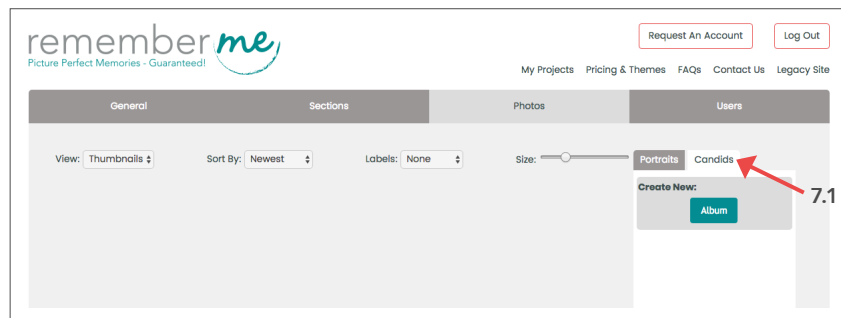 remember me
Picture Perfect Memories - Guaranteed!
Request An Account Log Out
My Projects Pricing & Themes FAQs Contact Us Legacy Site
General Sections Photos Users
View: Thumbnails Sort By: Newest Labels: None Size: Portraits Candids
Create New:
Album
7.1